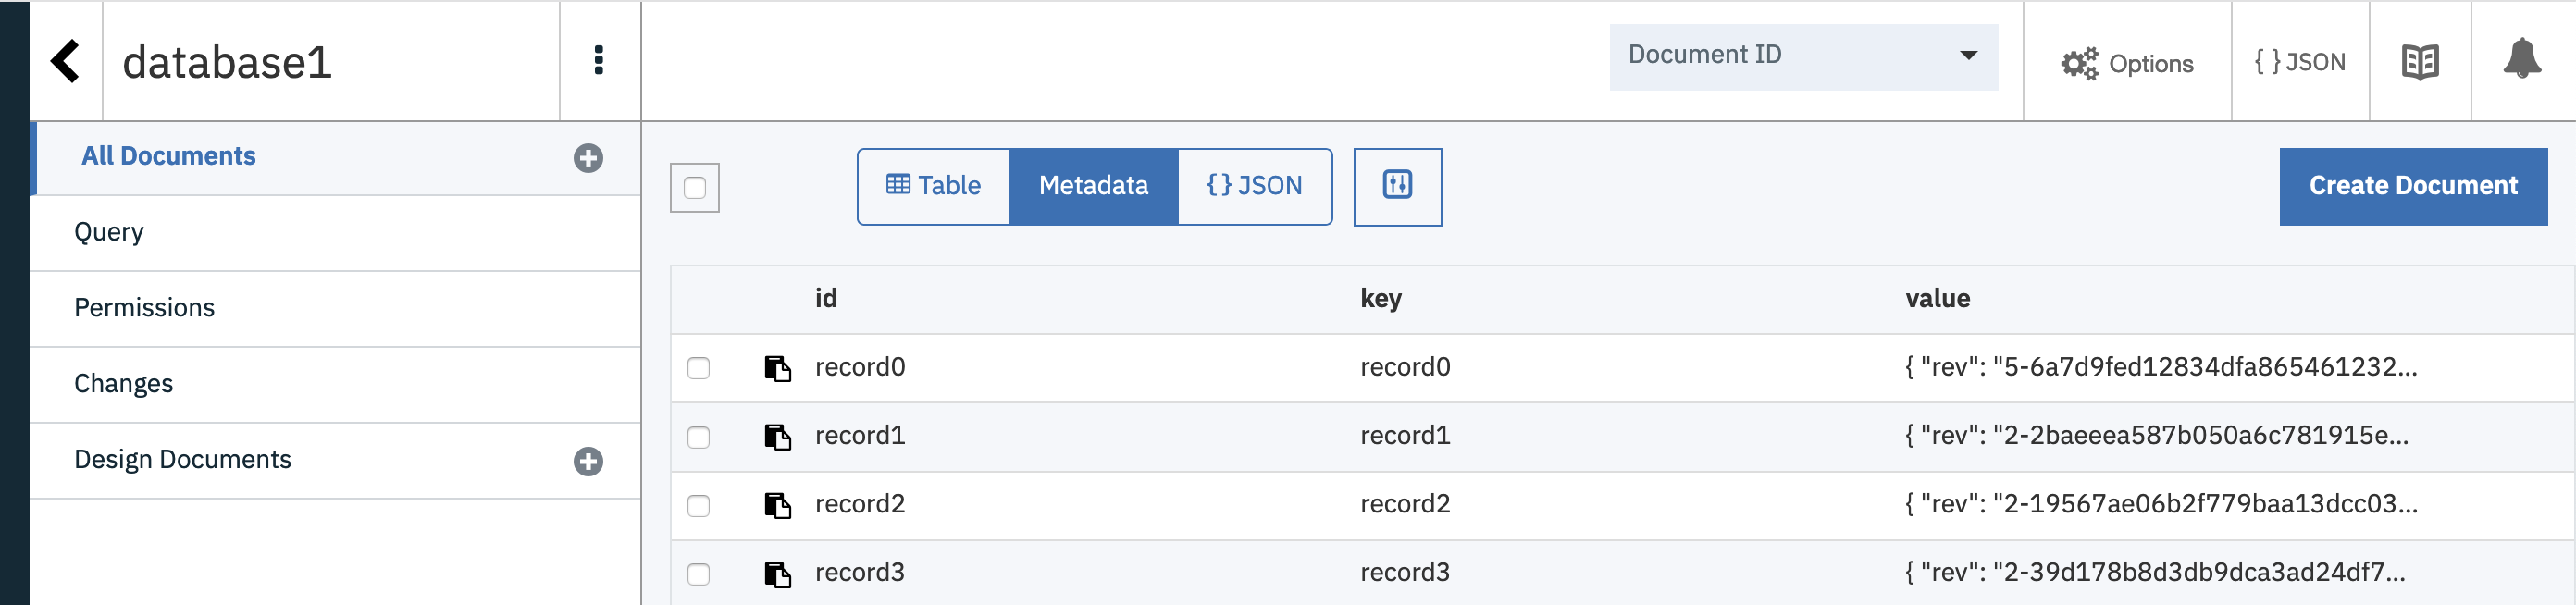 database1
Document ID
Options
{ } JSON
All Documents
Query
Permissions
Changes
Design Documents
Table
Metadata
{ } JSON
Create Document
id key value
record0 record0 { "rev": "5-6a7d9fed12834dfa865461232...
record1 record1 { "rev": "2-2baeeea587b050a6c781915e...
record2 record2 { "rev": "2-19567ae06b2f779baa13dcc03...
record3 record3 { "rev": "2-39d178b8d3db9dca3ad24df7...